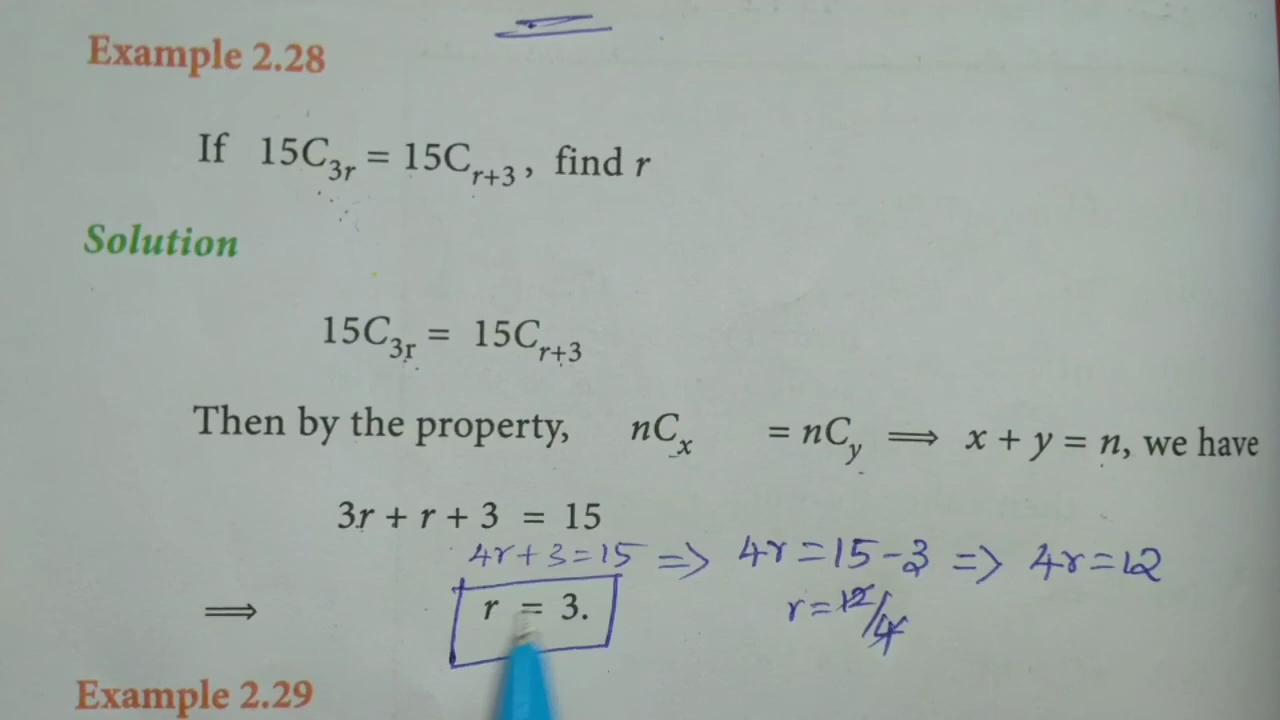 Example 2.28
If 15C₃ᵣ = 15Cᵣ₊₃, find r
Solution
15C₃ᵣ = 15Cᵣ₊₃
Then by the property, nCₓ = nCᵧ ⟹ x + y = n, we have
3r + r + 3 = 15
4r+3=15 => 4r=15-3 => 4r=12
⟹ r = 3. r=12/4
Example 2.29